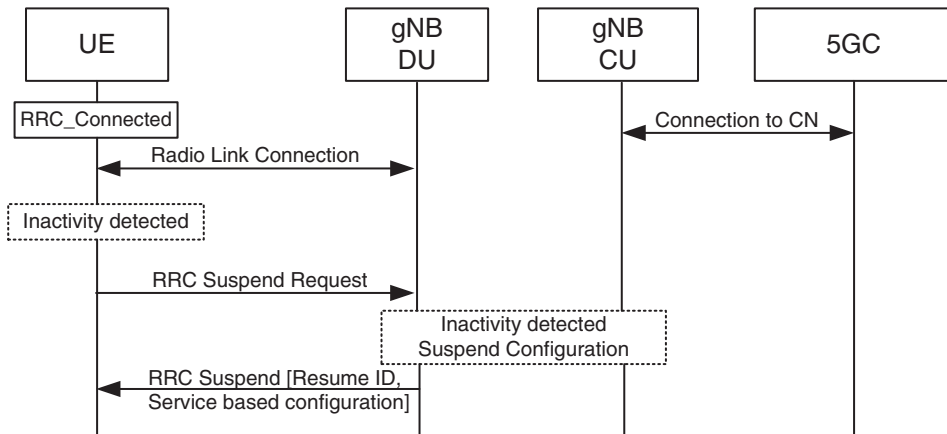 UE
gNB
DU
gNB
CU
5GC
RRC_Connected
Connection to CN
Radio Link Connection
Inactivity detected
RRC Suspend Request
Inactivity detected
Suspend Configuration
RRC Suspend [Resume ID,
Service based configuration]